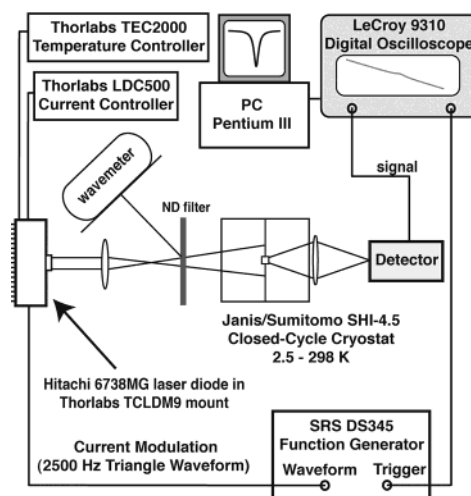 Thorlabs TEC2000
Temperature Controller
Thorlabs LDC500
Current Controller
PC
Pentium III
LeCroy 9310
Digital Oscilloscope
signal
wavemeter
ND filter
Detector
Janis/Sumitomo SHI-4.5
Closed-Cycle Cryostat
2.5 - 298 K
Hitachi 6738MG laser diode in
Thorlabs TCLDM9 mount
Current Modulation
(2500 Hz Triangle Waveform)
SRS DS345
Function Generator
Waveform Trigger